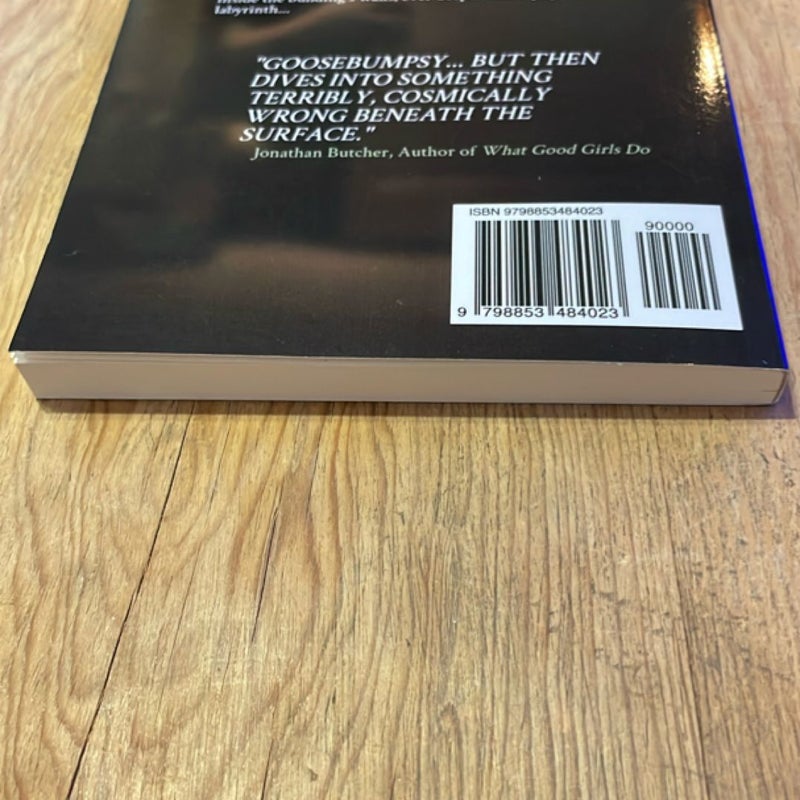 labyrinth...
"GOOSEBUMPSY... BUT THEN
DIVES INTO SOMETHING
TERRIBLY, COSMICALLY
WRONG BENEATH THE
SURFACE."
Jonathan Butcher, Author of What Good Girls Do
ISBN 9798853484023
90000
9 798853 484023